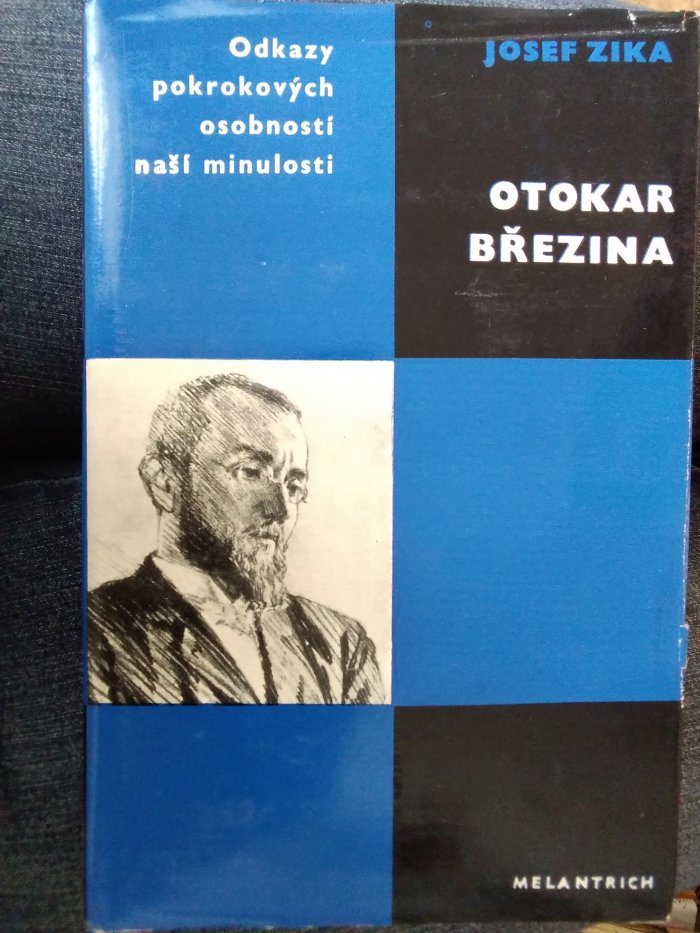 Odkazy
pokrokových
osobností
naší minulosti
JOSEF ZIKA
OTOKAR
BŘEZINA
MELANTRICH